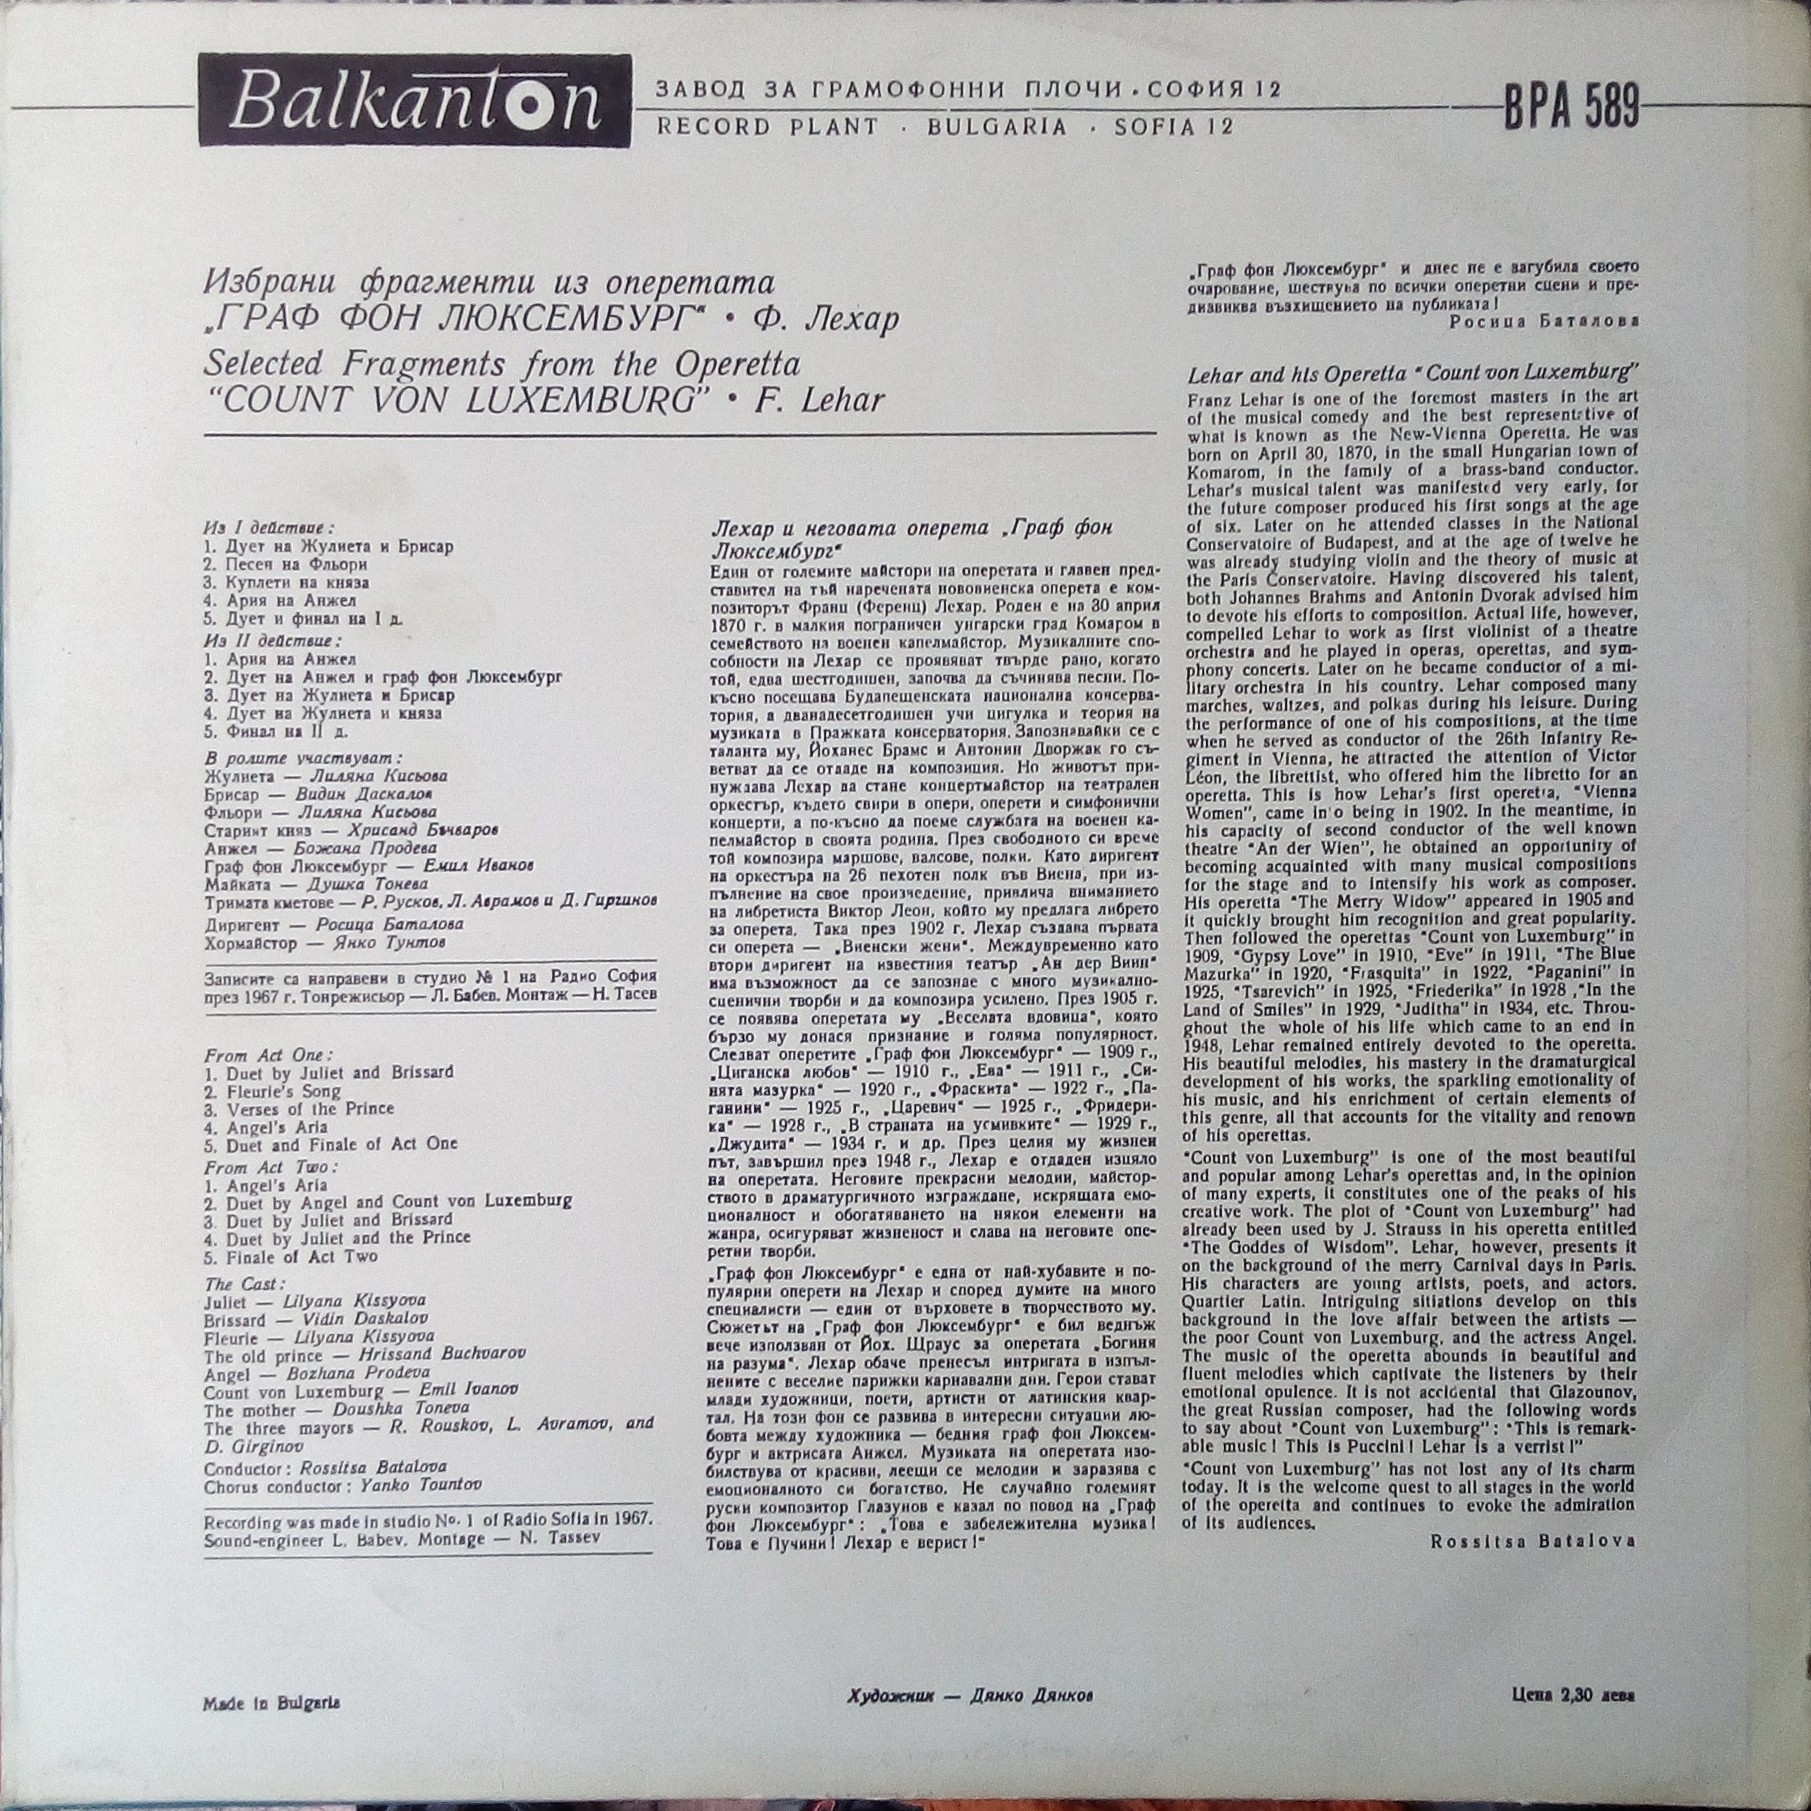 Balkanton
ЗАВОД ЗА ГРАМОФОННИ ПЛОЧИ · СОФИЯ 12
RECORD PLANT · BULGARIA · SOFIA 12
ВРА 589
Избрани фрагменти из оперетата
„ГРАФ ФОН ЛЮКСЕМБУРГ“ • Ф. Лехар
Selected Fragments from the Operetta
“COUNT VON LUXEMBURG” • F. Lehar
Из I действие:
1. Дует на Жулиета и Брисар
2. Песен на Фльори
3. Куплети на княза
4. Ария на Анжел
5. Дует и финал на I д.
Из II действие:
1. Ария на Анжел
2. Дует на Анжел и граф фон Люксембург
3. Дует на Жулиета и Брисар
4. Дует на Жулиета и княза
5. Финал на II д.
В ролите участвуват:
Жулиета — Лиляна Кисьова
Брисар — Видин Даскалов
Фльори — Лиляна Кисьова
Старият княз — Хрисанд Бъчваров
Анжел — Божана Продева
Граф фон Люксембург — Емил Иванов
Майката — Душка Тонева
Тримата кметове — Р. Русков, Л. Аврамов и Д. Гиргинов
Диригент — Росица Баталова
Хормайстор — Янко Тунтов
Записите са направени в студио № 1 на Радио София
през 1967 г. Тонрежисьор — Л. Бабев. Монтаж — Н. Тасев
From Act One:
1. Duet by Juliet and Brissard
2. Fleurie's Song
3. Verses of the Prince
4. Angel's Aria
5. Duet and Finale of Act One
From Act Two:
1. Angel's Aria
2. Duet by Angel and Count von Luxemburg
3. Duet by Juliet and Brissard
4. Duet by Juliet and the Prince
5. Finale of Act Two
The Cast:
Juliet — Lilyana Kissyova
Brissard — Vidin Daskalov
Fleurie — Lilyana Kissyova
The old prince — Hrissand Buchvarov
Angel — Bozhana Prodeva
Count von Luxemburg — Emil Ivanov
The mother — Doushka Toneva
The three mayors — R. Rouskov, L. Avramov, and
D. Girginov
Conductor: Rossitsa Batalova
Chorus conductor: Yanko Tountov
Recording was made in studio No. 1 of Radio Sofia in 1967.
Sound-engineer L. Babev. Montage — N. Tassev
Лехар и неговата оперета „Граф фон
Люксембург“
Един от големите майстори на оперетата и главен пред-
ставител на тъй наречената нововиенска оперета е ком-
позиторът Франц (Ференц) Лехар. Роден е на 30 април
1870 г. в малкия пограничен унгарски град Комаром в
семейството на военен капелмайстор. Музикалните спо-
собности на Лехар се проявяват твърде рано, когато
той, едва шестгодишен, започва да съчинява песни. По-
късно посещава Будапещенската национална консерва-
тория, а дванадесетгодишен учи цигулка и теория на
музиката в Пражката консерватория. Запознавайки се с
таланта му, Йоханес Брамс и Антонин Дворжак го съ-
ветват да се отдаде на композиция. Но животът при-
нуждава Лехар да стане концертмайстор на театрален
оркестър, където свири в опери, оперети и симфонични
концерти, а по-късно да поеме службата на военен ка-
пелмайстор в своята родина. През свободното си време
той композира маршове, валсове, полки. Като диригент
на оркестъра на 26 пехотен полк във Виена, при из-
пълнение на свое произведение, привлича вниманието
на либретиста Виктор Леон, който му предлага либрето
за оперета. Така през 1902 г. Лехар създава първата
си оперета — „Виенски жени“. Междувременно като
втори диригент на известния театър „Ан дер Виин“
има възможност да се запознае с много музикално-
сценични творби и да композира усилено. През 1905 г.
се появява оперетата му „Веселата вдовица“, която
бързо му донася признание и голяма популярност.
Следват оперетите „Граф фон Люксембург“ — 1909 г.,
„Циганска любов“ — 1910 г., „Ева“ — 1911 г., „Си-
нята мазурка“ — 1920 г., „Фраскита“ — 1922 г., „Па-
ганини“ — 1925 г., „Царевич“ — 1925 г., „Фридери-
ка“ — 1928 г., „В страната на усмивките“ — 1929 г.,
„Джудита“ — 1934 г. и др. През целия му жизнен
път, завършил през 1948 г., Лехар е отдаден изцяло
на оперетата. Неговите прекрасни мелодии, майстор-
ството в драматургичното изграждане, искрящата емо-
ционалност и обогатяването на някои елементи на
жанра, осигуряват жизненост и слава на неговите опе-
ретни творби.
„Граф фон Люксембург“ е една от най-хубавите и по-
пулярни оперети на Лехар и според думите на много
специалисти — един от върховете в творчеството му.
Сюжетът на „Граф фон Люксембург“ е бил веднъж
вече използван от Йох. Щраус за оперетата „Богиня
на разума“. Лехар обаче пренесъл интригата в изпъл-
нените с веселие парижки карнавални дни. Герои стават
млади художници, поети, артисти от латинския квар-
тал. На този фон се развива в интересни ситуации лю-
бовта между художника — бедния граф фон Люксем-
бург и актрисата Анжел. Музиката на оперетата изо-
билствува от красиви, леещи се мелодии и заразява с
емоционалното си богатство. Не случайно големият
руски композитор Глазунов е казал по повод на „Граф
фон Люксембург“: „Това е забележителна музика!
Това е Пучини! Лехар е верист!“
„Граф фон Люксембург“ и днес не е загубила своето
очарование, шествува по всички оперетни сцени и пре-
дизвиква възхищението на публиката!
Росица Баталова
Lehar and his Operetta “Count von Luxemburg”
Franz Lehar is one of the foremost masters in the art
of the musical comedy and the best representative of
what is known as the New-Vienna Operetta. He was
born on April 30, 1870, in the small Hungarian town of
Komarom, in the family of a brass-band conductor.
Lehar's musical talent was manifested very early, for
the future composer produced his first songs at the age
of six. Later on he attended classes in the National
Conservatoire of Budapest, and at the age of twelve he
was already studying violin and the theory of music at
the Paris Conservatoire. Having discovered his talent,
both Johannes Brahms and Antonin Dvorak advised him
to devote his efforts to composition. Actual life, however,
compelled Lehar to work as first violinist of a theatre
orchestra and he played in operas, operettas, and sym-
phony concerts. Later on he became conductor of a mi-
litary orchestra in his country. Lehar composed many
marches, waltzes, and polkas during his leisure. During
the performance of one of his compositions, at the time
when he served as conductor of the 26th Infantry Re-
giment in Vienna, he attracted the attention of Victor
Léon, the librettist, who offered him the libretto for an
operetta. This is how Lehar's first operetta, “Vienna
Women”, came into being in 1902. In the meantime, in
his capacity of second conductor of the well known
theatre “An der Wien”, he obtained an opportuniry of
becoming acquainted with many musical compositions
for the stage and to intensify his work as composer.
His operetta “The Merry Widow” appeared in 1905 and
it quickly brought him recognition and great popularity.
Then followed the operettas “Count von Luxemburg” in
1909, “Gypsy Love” in 1910, “Eve” in 1911, “The Blue
Mazurka” in 1920, “Frasquita” in 1922, “Paganini” in
1925, “Tsarevich” in 1925, “Friederika” in 1928 ,“In the
Land of Smiles” in 1929, “Juditha” in 1934, etc. Throu-
ghout the whole of his life which came to an end in
1948, Lehar remained entirely devoted to the operetta.
His beautiful melodies, his mastery in the dramaturgical
development of his works, the sparkling emotionality of
his music, and his enrichment of certain elements of
this genre, all that accounts for the vitality and renown
of his operettas.
“Count von Luxemburg” is one of the most beautiful
and popular among Lehar's operettas and, in the opinion
of many experts, it constitutes one of the peaks of his
creative work. The plot of “Count von Luxemburg” had
already been used by J. Strauss in his operetta entitled
“The Goddes of Wisdom”. Lehar, however, presents it
on the background of the merry Carnival days in Paris.
His characters are young artists, poets, and actors.
Quartier Latin. Intriguing sitiations develop on this
background in the love affair between the artists —
the poor Count von Luxemburg, and the actress Angel.
The music of the operetta abounds in beautiful and
fluent melodies which captivate the listeners by their
emotional opulence. It is not accidental that Glazounov,
the great Russian composer, had the following words
to say about “Count von Luxemburg”: “This is remark-
able music! This is Puccini! Lehar is a verrist!”
“Count von Luxemburg” has not lost any of its charm
today. It is the welcome quest to all stages in the world
of the operetta and continues to evoke the admiration
of its audiences.
Rossitsa Batalova
Made in Bulgaria
Художник — Дянко Дянков
Цена 2,30 лева